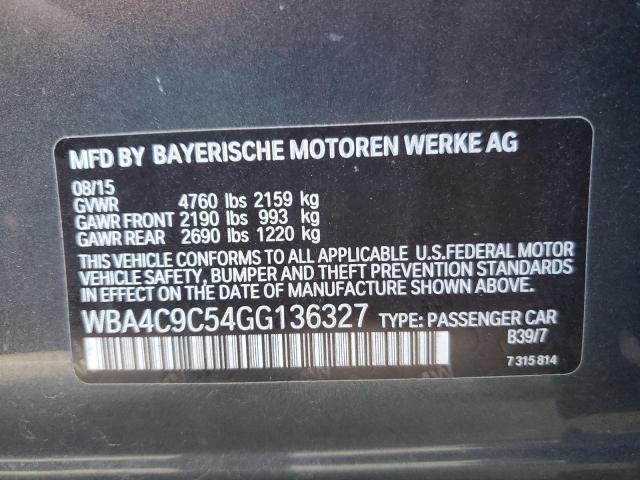 MFD BY BAYERISCHE MOTOREN WERKE AG
08/15
GVWR 4760 lbs 2159 kg
GAWR FRONT 2190 lbs 993 kg
GAWR REAR 2690 lbs 1220 kg
THIS VEHICLE CONFORMS TO ALL APPLICABLE U.S.FEDERAL MOTOR
VEHICLE SAFETY, BUMPER AND THEFT PREVENTION STANDARDS
IN EFFECT ON THE DATE OF MANUFACTURE SHOWN ABOVE.
WBA4C9C54GG136327 TYPE: PASSENGER CAR
B39/7
7 315 814